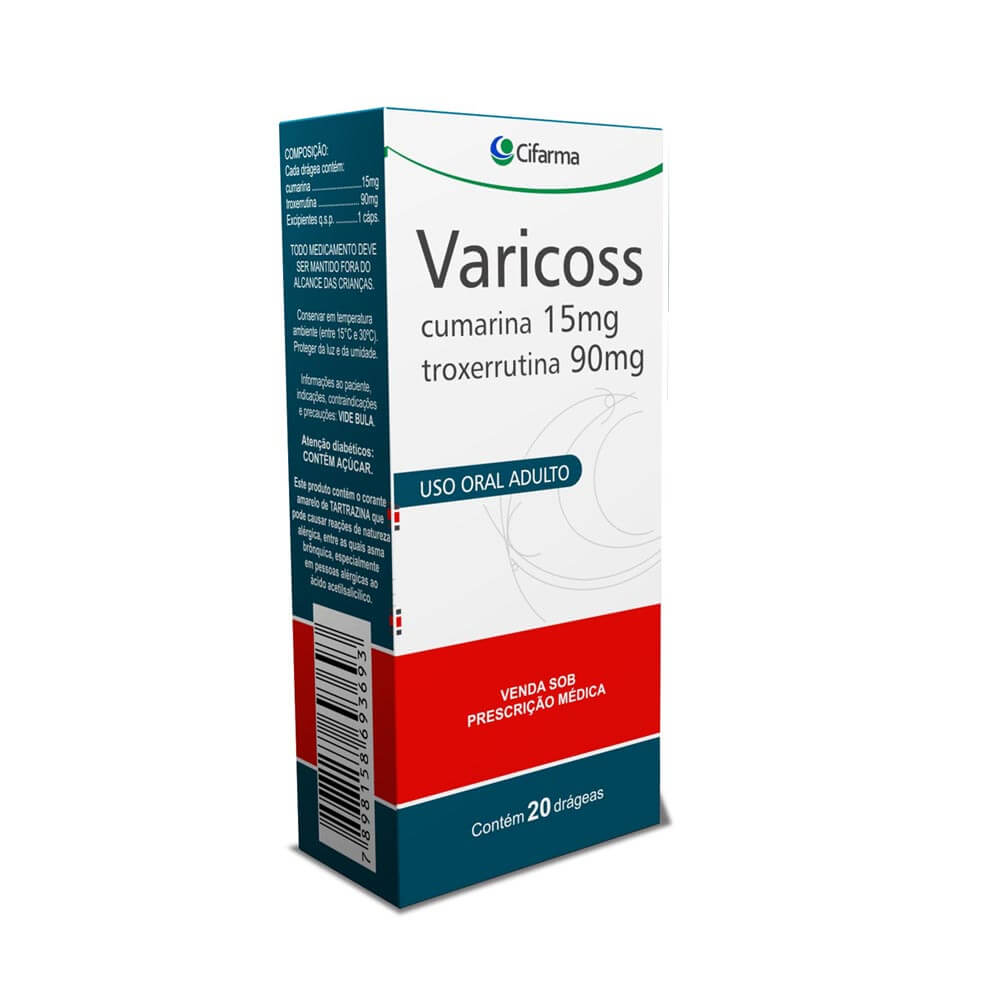 Cifarma
Varicoss
cumarina 15mg
troxerrutina 90mg
USO ORAL ADULTO
VENDA SOB
PRESCRIÇÃO MÉDICA
Contém 20 drágeas
COMPOSIÇÃO:
Cada drágea contém:
cumarina ................15mg
troxerrutina ............. 90mg
Excipientes q.s.p. .........1 cáps.
TODO MEDICAMENTO DEVE
SER MANTIDO FORA DO
ALCANCE DAS CRIANÇAS.
Conservar em temperatura
ambiente (entre 15°C e 30ºC).
Proteger da luz e da umidade.
Informações ao paciente,
indicações, contraindicações
e precauções: VIDE BULA.
Atenção diabéticos:
CONTÉM AÇÚCAR.
Este produto contém o corante
amarelo de TARTRAZINA que
pode causar reações de natureza
alérgica, entre as quais asma
brônquica, especialmente
em pessoas alérgicas ao
ácido acetilsalicílico.
7898158693693